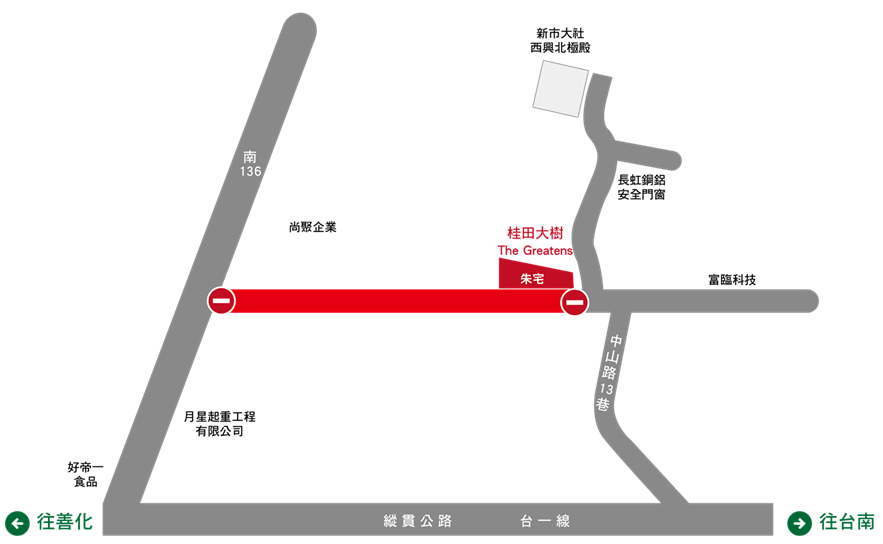 新市大社
西興北極殿
南
136
長虹鋼鋁
安全門窗
尚聚企業
桂田大樹
The Greatens
朱宅
富臨科技
中山路13巷
月星起重工程
有限公司
好帝一
食品
往善化
縱貫公路 台一線
往台南